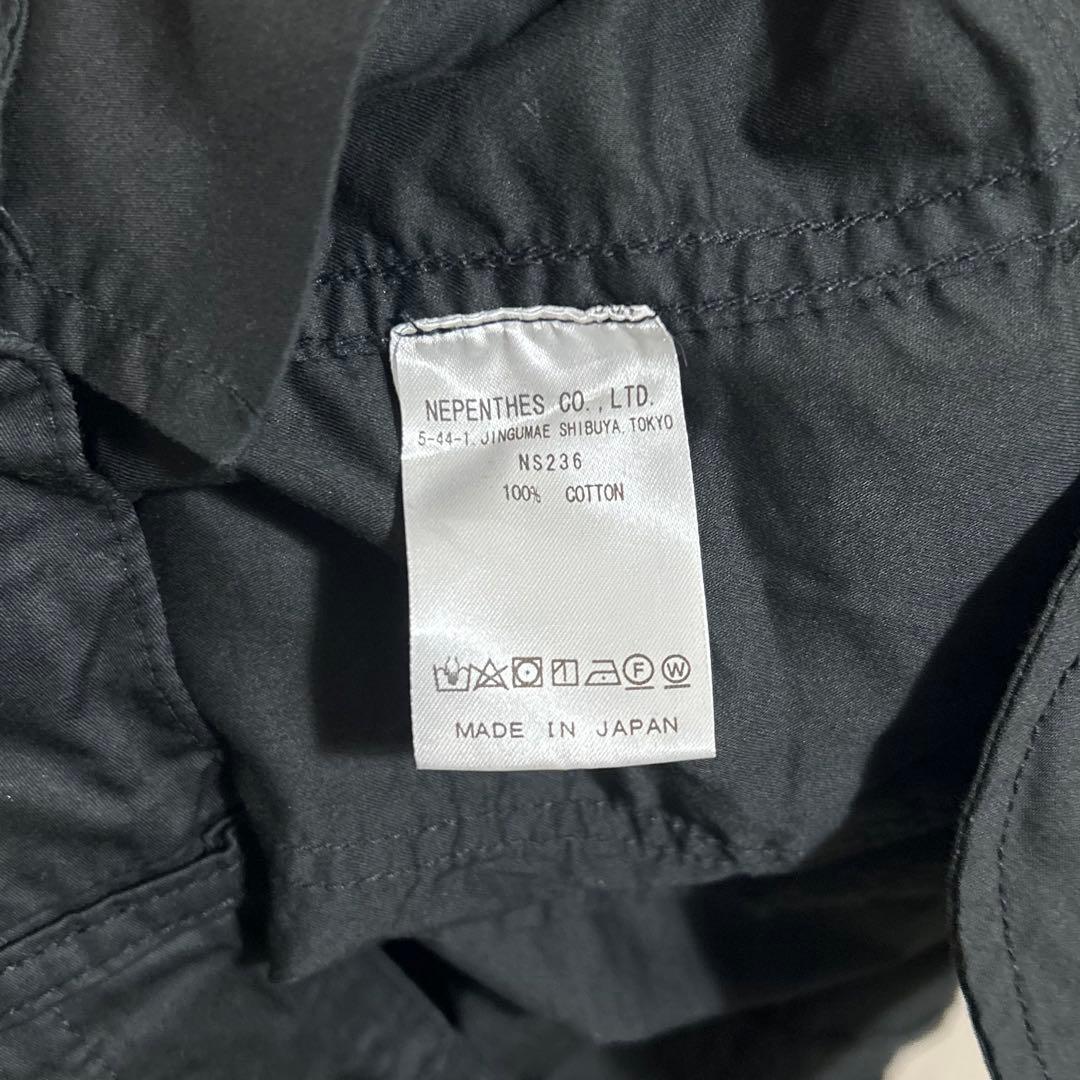 NEPENTHES CO.,LTD.
5-44-1, JINGUMAE SHIBUYA, TOKYO
NS236
100% COTTON
F W
MADE IN JAPAN